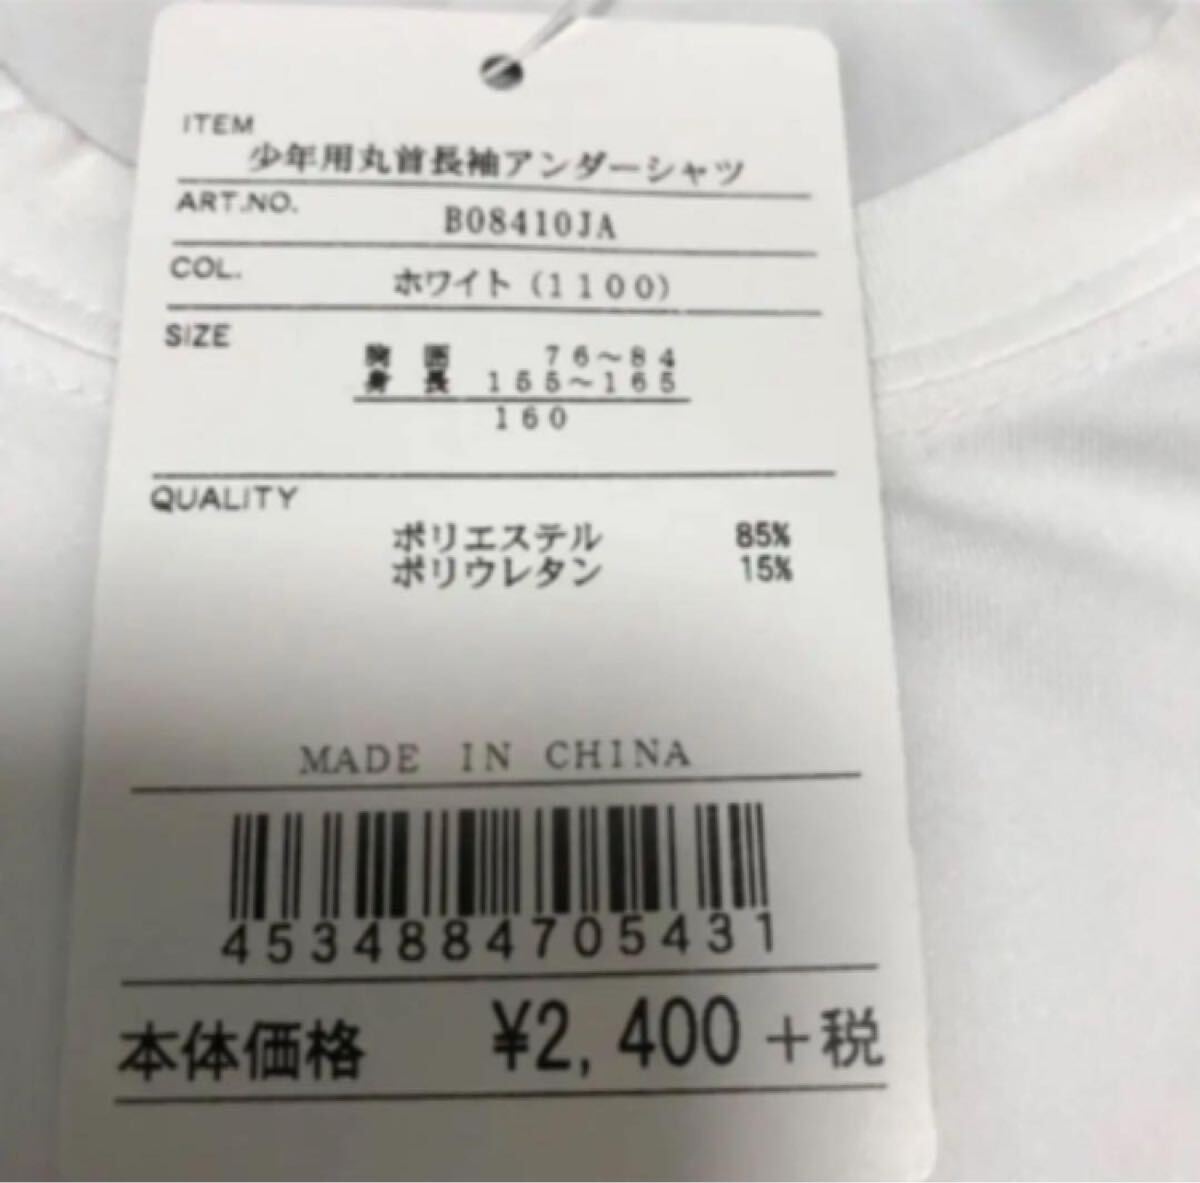 ITEM
少年用丸首長袖アンダーシャツ
ART.NO.
B08410JA
COL.
ホワイト(1100)
SIZE
胸囲 76~84
身長 155~165
160
QUALITY
ポリエステル 85%
ポリウレタン 15%
MADE IN CHINA
4534884705431
本体価格 ¥2,400+税